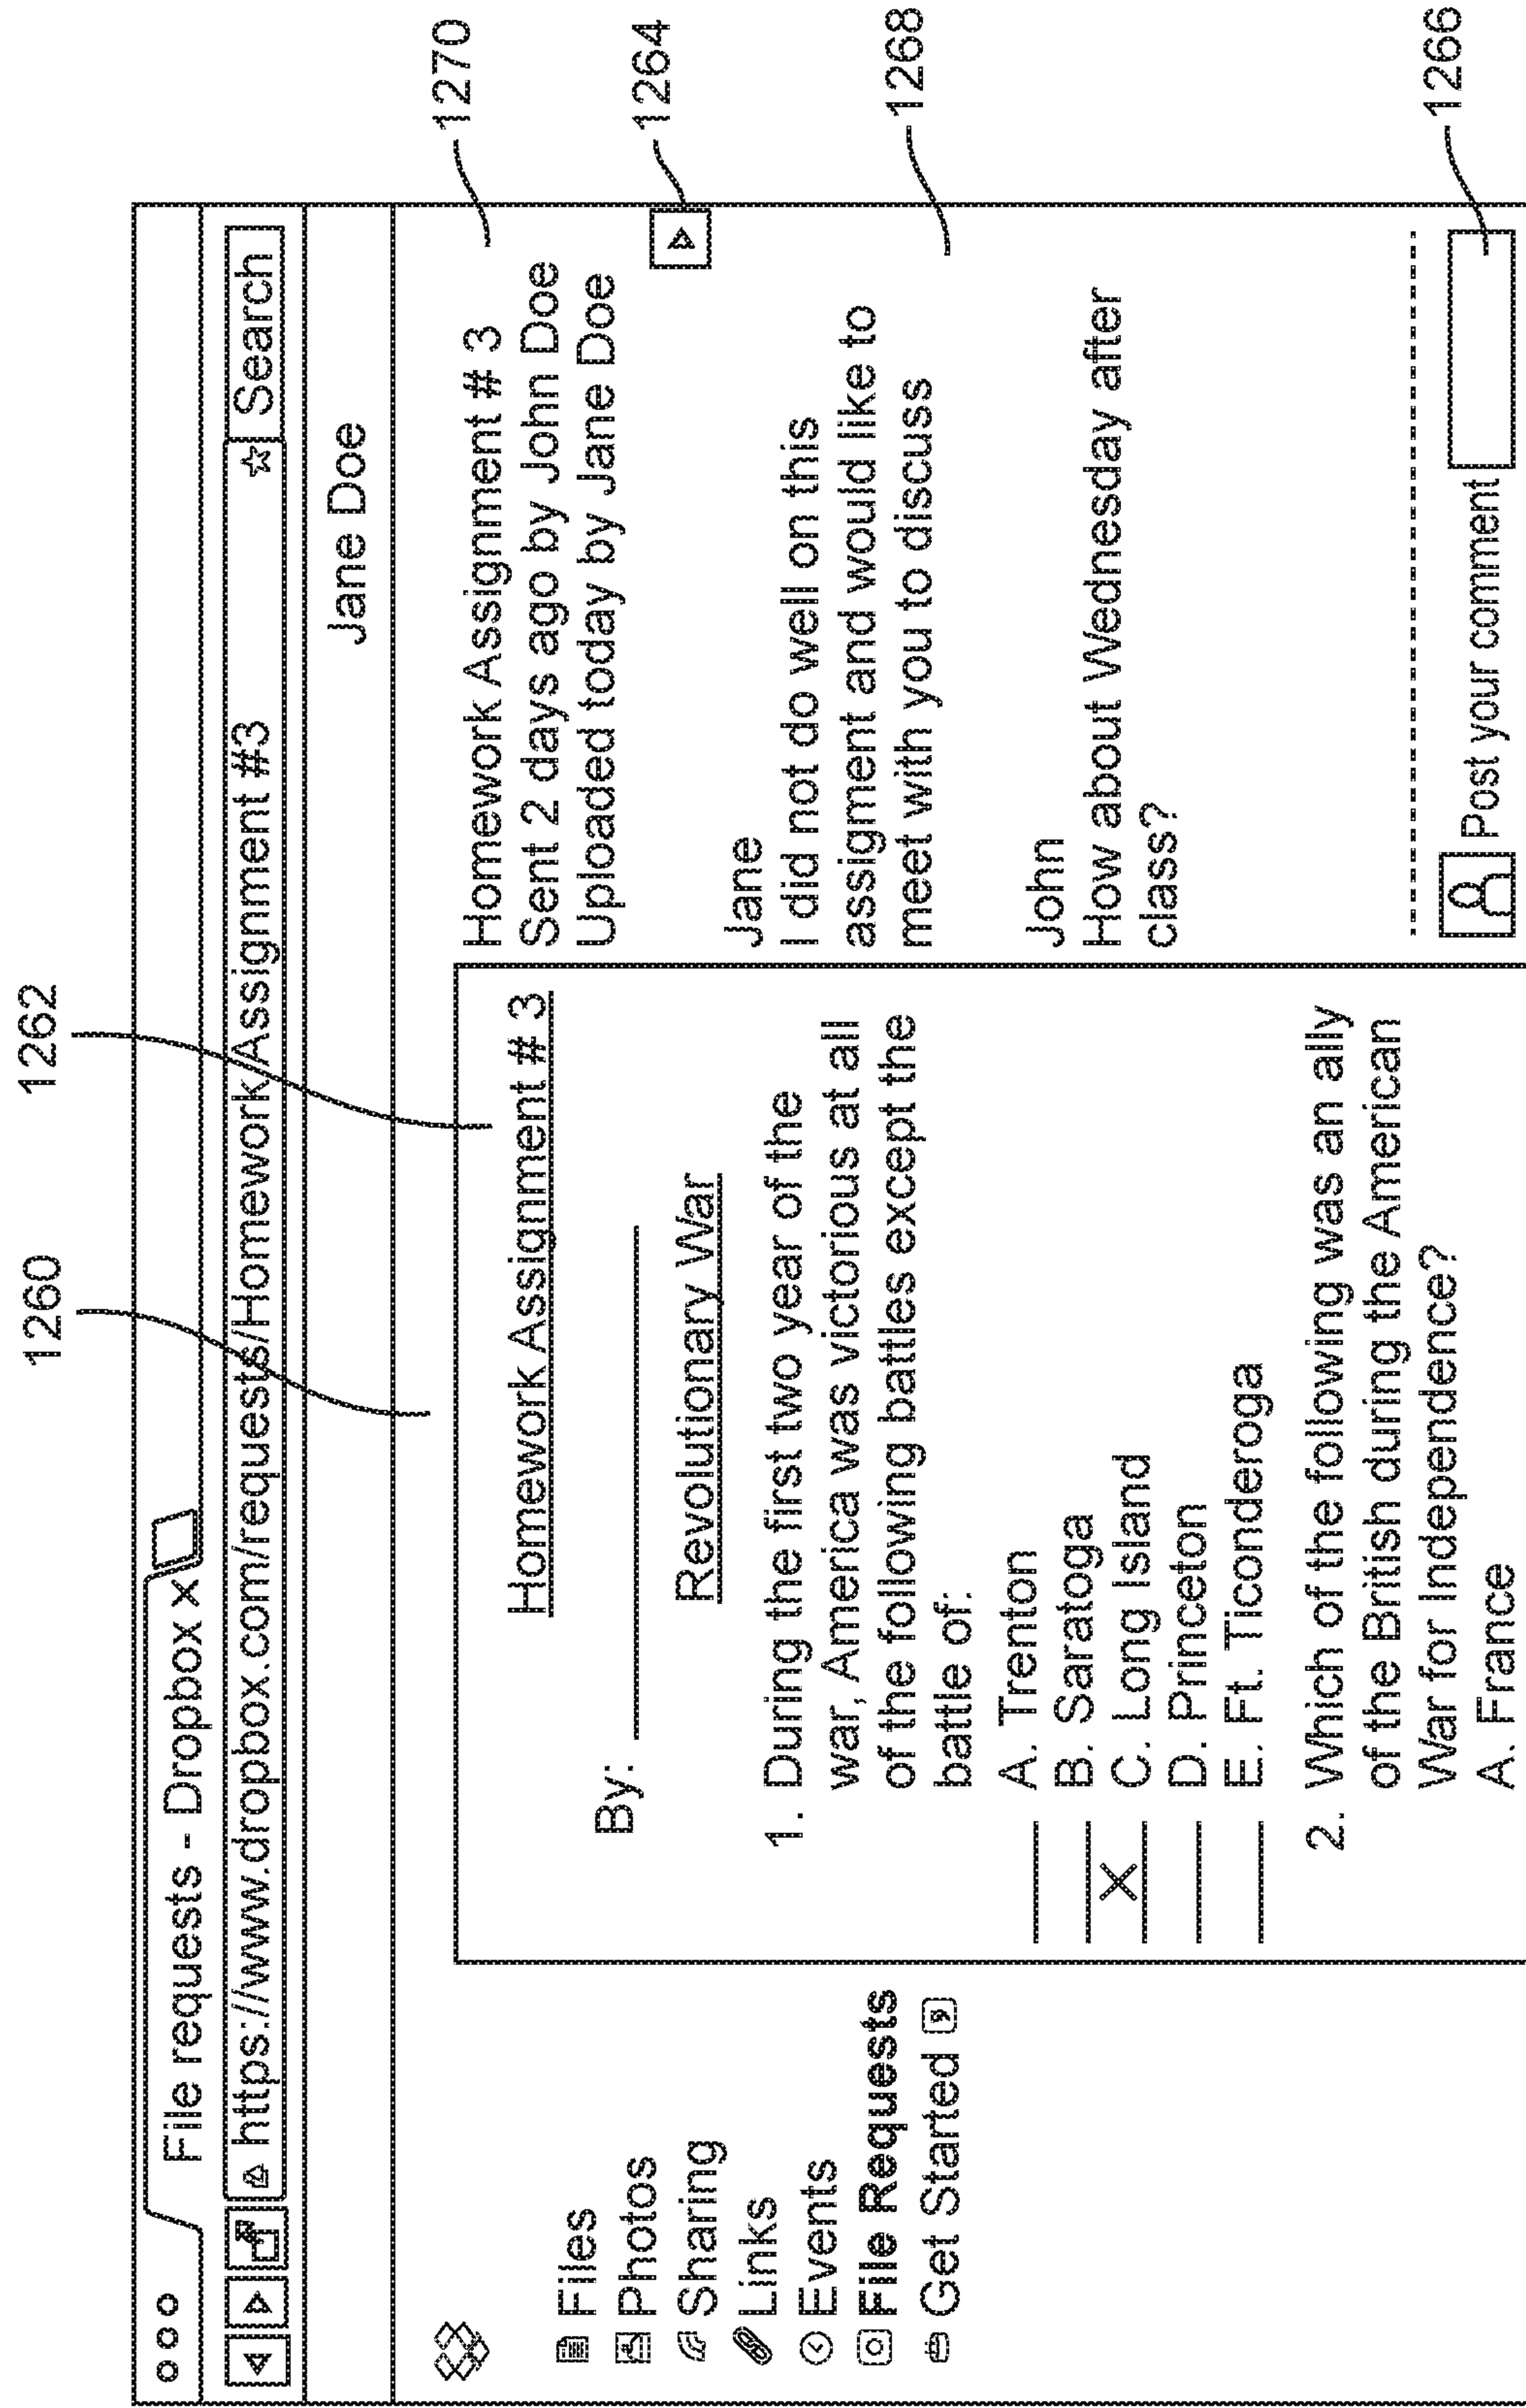 1260
1262
File requests - Dropbox X
https://www.dropbox.com/requests/HomeworkAssignment #3
Search
Jane Doe
Files
Photos
Sharing
Links
Events
File Requests
Get Started
Homework Assignment # 3
By:
Revolutionary War
1. During the first two year of the
war, America was victorious at all
of the following battles except the
battle of:
A. Trenton
B. Saratoga
X C. Long Island
D. Princeton
E. Ft. Ticonderoga
2. Which of the following was an ally
of the British during the American
War for Independence?
A. France
Homework Assignment # 3
Sent 2 days ago by John Doe
Uploaded today by Jane Doe
Jane
I did not do well on this
assigment and would like to
meet with you to discuss
John
How about Wednesday after
class?
Post your comment
1270
1264
1268
1266